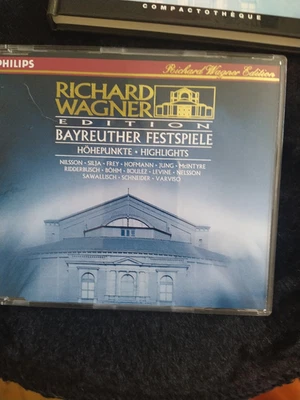 COMPACTOTHÈQUE
PHILIPS
Richard Wagner Edition
RICHARD
WAGNER
EDITION
BAYREUTHER FESTSPIELE
HÖHEPUNKTE • HIGHLIGHTS
NILSSON · SILJA · FREY · HOFMANN · JUNG · McINTYRE
RIDDERBUSCH · BÖHM · BOULEZ · LEVINE · NELSSON
SAWALLISCH · SCHNEIDER · VARVISO